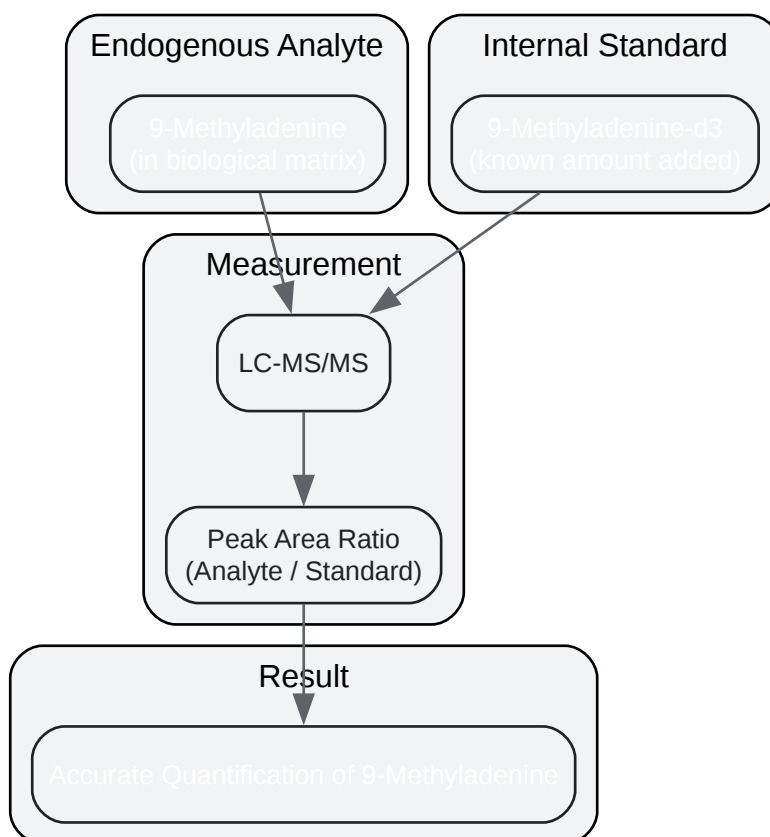 Endogenous Analyte
Internal Standard
9-Methyladenine
(in biological matrix)
9-Methyladenine-d3
(known amount added)
Measurement
LC-MS/MS
Peak Area Ratio
(Analyte / Standard)
Result
Accurate Quantification of 9-Methyladenine